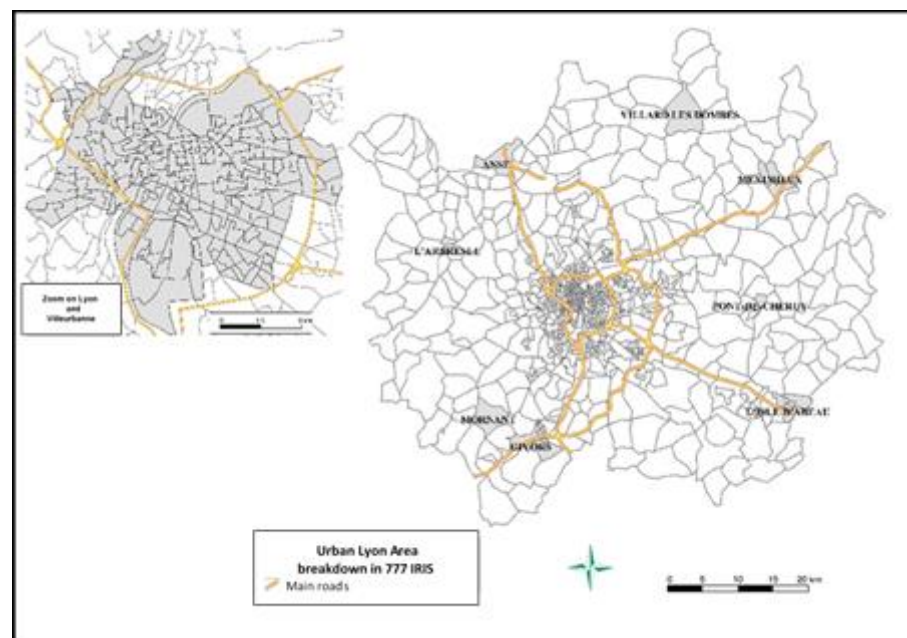 Zoom on Lyon
and
Villeurbanne
VILLARD LES DOMBES
ANSE
MEXIMIEUX
L'ARBRESLE
PONT-DE-CHERUY
L'ISLE D'ABEAU
MORNANT
GIVORS
Urban Lyon Area
breakdown in 777 IRIS
Main roads
0 5 10 15 20 km